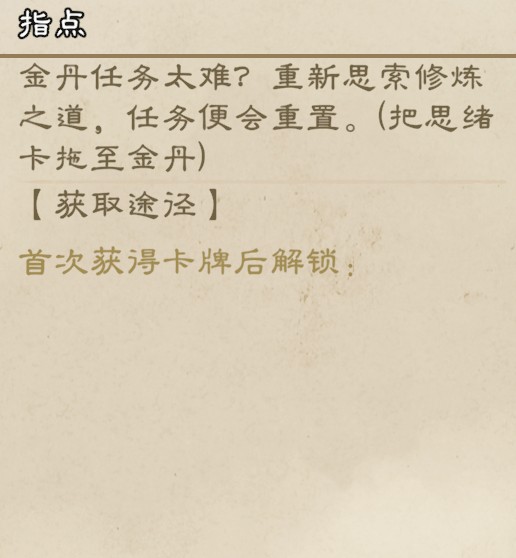 指点
金丹任务太难？重新思索修炼
之道，任务便会重置。(把思绪
卡拖至金丹)
【获取途径】
首次获得卡牌后解锁：